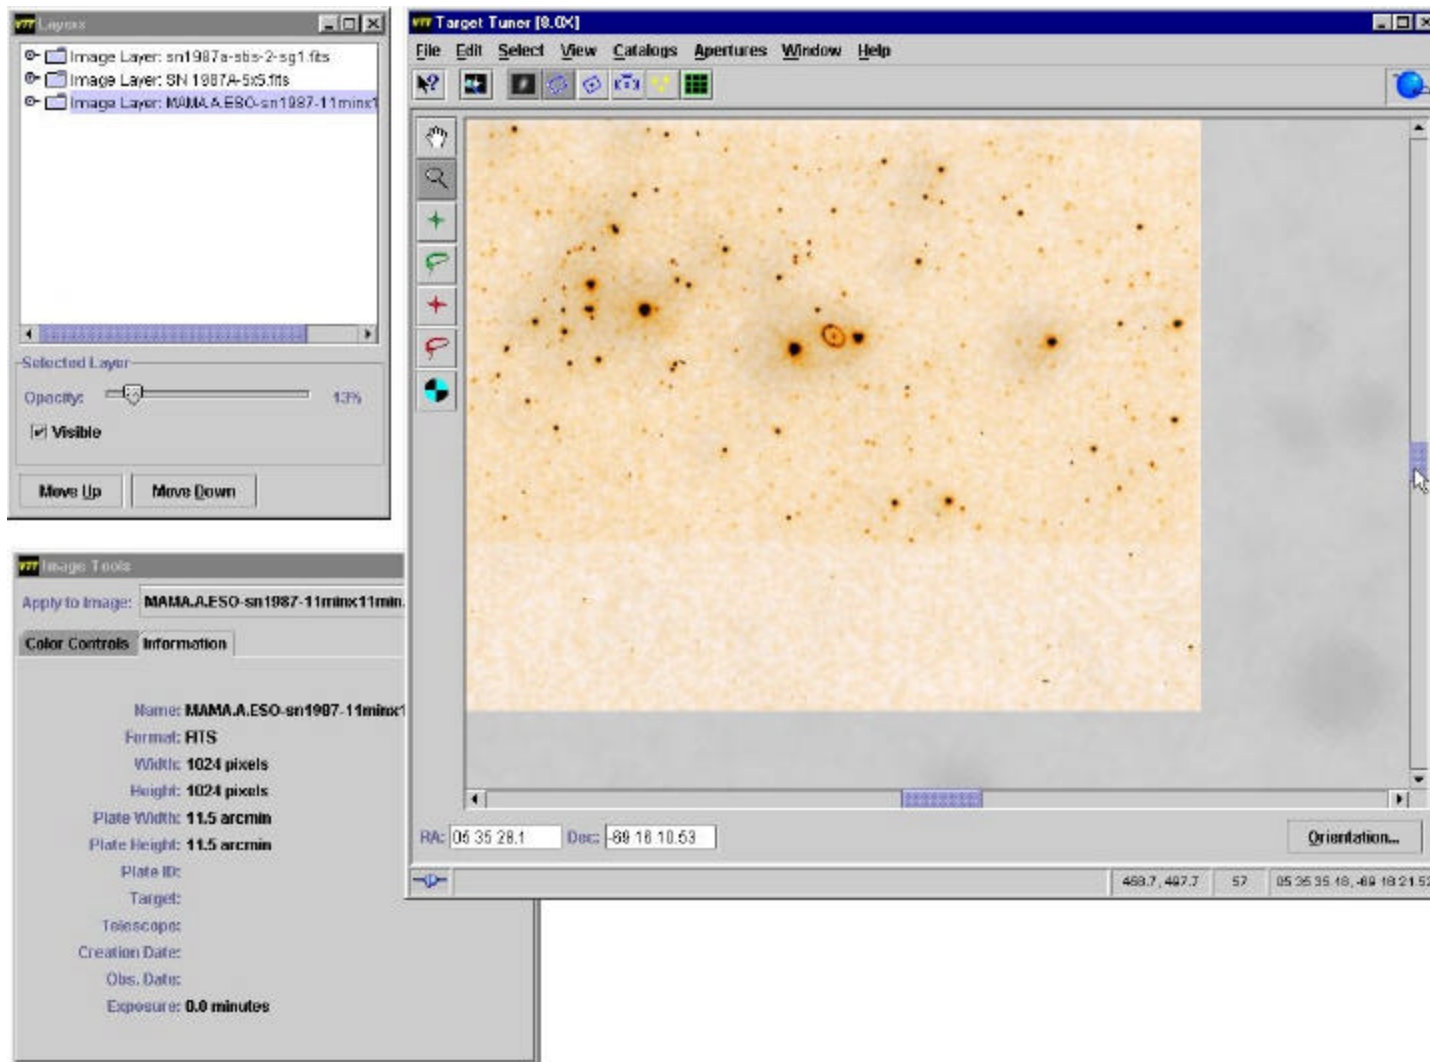 VTT Layers
Image Layer: sn1987a-stis-2-sg1.fits
Image Layer: SN 1987A-5x5.fits
Image Layer: MAMA.A.ESO-sn1987-11minx1
Selected Layer
Opacity: 13%
Visible
Move Up Move Down
VTT Image Tools
Apply to Image: MAMA.A.ESO-sn1987-11minx11min.
Color Controls Information
Name: MAMA.A.ESO-sn1987-11minx1
Format: FITS
Width: 1024 pixels
Height: 1024 pixels
Plate Width: 11.5 arcmin
Plate Height: 11.5 arcmin
Plate ID:
Target:
Telescope:
Creation Date:
Obs. Date:
Exposure: 0.0 minutes
VTT Target Tuner [8.0X]
File Edit Select View Catalogs Apertures Window Help
RA: 05 35 28.1 Dec: -69 16 10.53
Orientation...
57